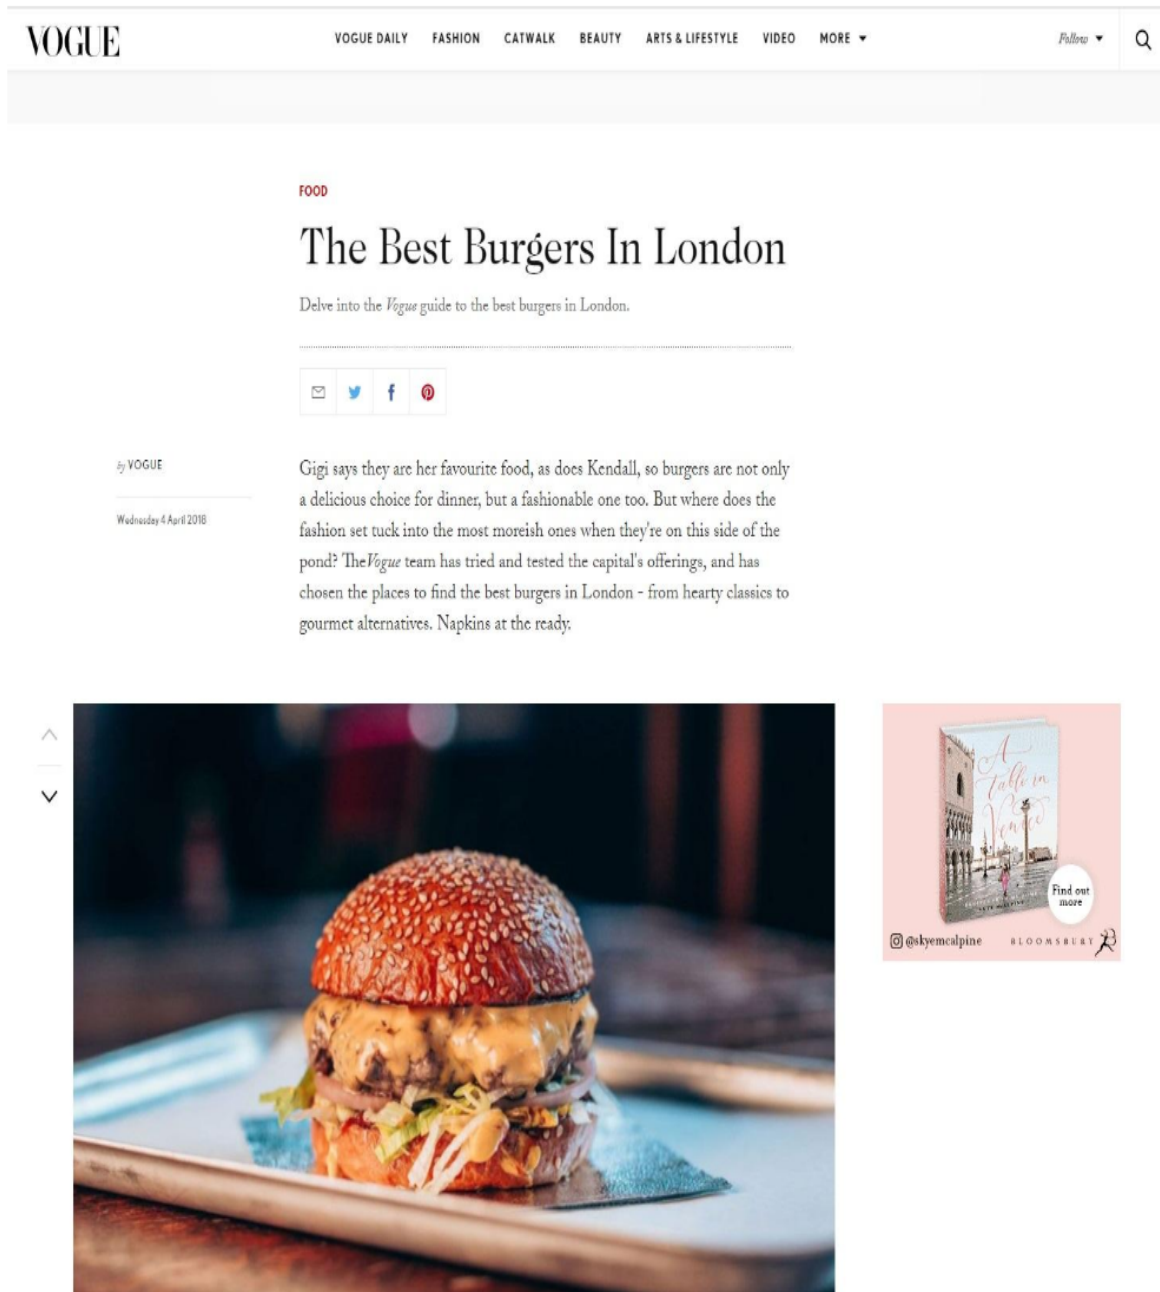 VOGUE
VOGUE DAILY FASHION CATWALK BEAUTY ARTS & LIFESTYLE VIDEO MORE
Follow
FOOD
The Best Burgers In London
Delve into the Vogue guide to the best burgers in London.
by VOGUE
Wednesday 4 April 2018
Gigi says they are her favourite food, as does Kendall, so burgers are not only
a delicious choice for dinner, but a fashionable one too. But where does the
fashion set tuck into the most moreish ones when they're on this side of the
pond? TheVogue team has tried and tested the capital's offerings, and has
chosen the places to find the best burgers in London - from hearty classics to
gourmet alternatives. Napkins at the ready.
A
table in
Venice
Find out
more
@skyemcalpine
BLOOMSBURY